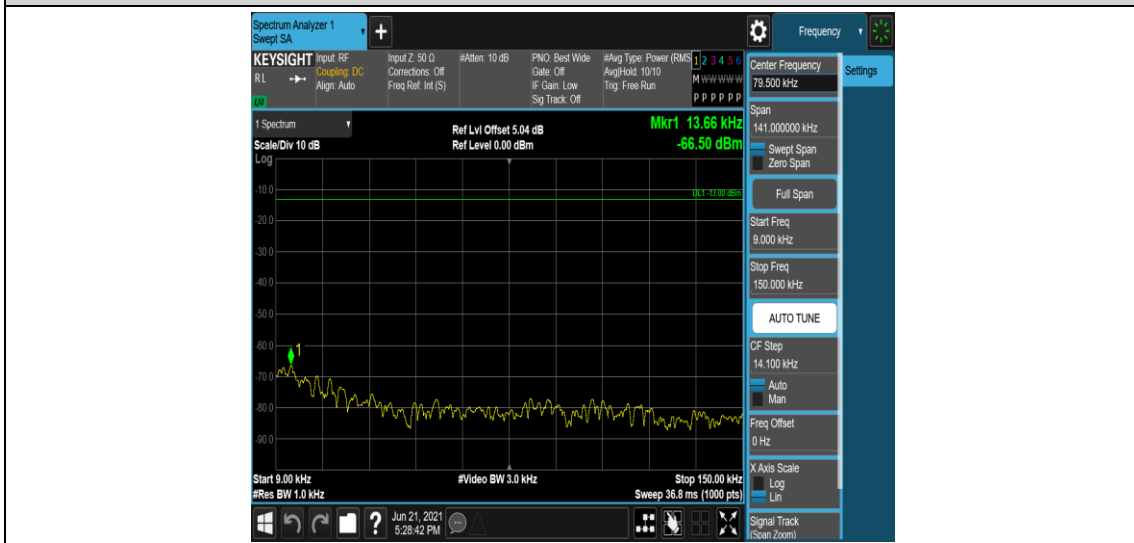 Spectrum Analyzer 1
Swept SA
+
Frequency
KEYSIGHT
RL
Input: RF
Coupling: DC
Align: Auto
Input Z: 50 Ω
Corrections: Off
Freq Ref: Int (S)
#Atten: 10 dB
PNO: Best Wide
Gate: Off
IF Gain: Low
Sig Track: Off
#Avg Type: Power (RMS
Avg|Hold: 10/10
Trig: Free Run
1 2 3 4 5 6
M W W W W W
P P P P P P
1 Spectrum
Scale/Div 10 dB
Log
Ref Lvl Offset 5.04 dB
Ref Level 0.00 dBm
Mkr1 13.66 kHz
-66.50 dBm
DL1 -13.00 dBm
-10.0
-20.0
-30.0
-40.0
-50.0
-60.0
1
-70.0
-80.0
-90.0
Start 9.00 kHz
#Res BW 1.0 kHz
#Video BW 3.0 kHz
Stop 150.00 kHz
Sweep 36.8 ms (1000 pts)
Center Frequency
79.500 kHz
Settings
Span
141.000000 kHz
Swept Span
Zero Span
Full Span
Start Freq
9.000 kHz
Stop Freq
150.000 kHz
AUTO TUNE
CF Step
14.100 kHz
Auto
Man
Freq Offset
0 Hz
X Axis Scale
Log
Lin
Signal Track
(Span Zoom)
?
Jun 21, 2021
5:28:42 PM